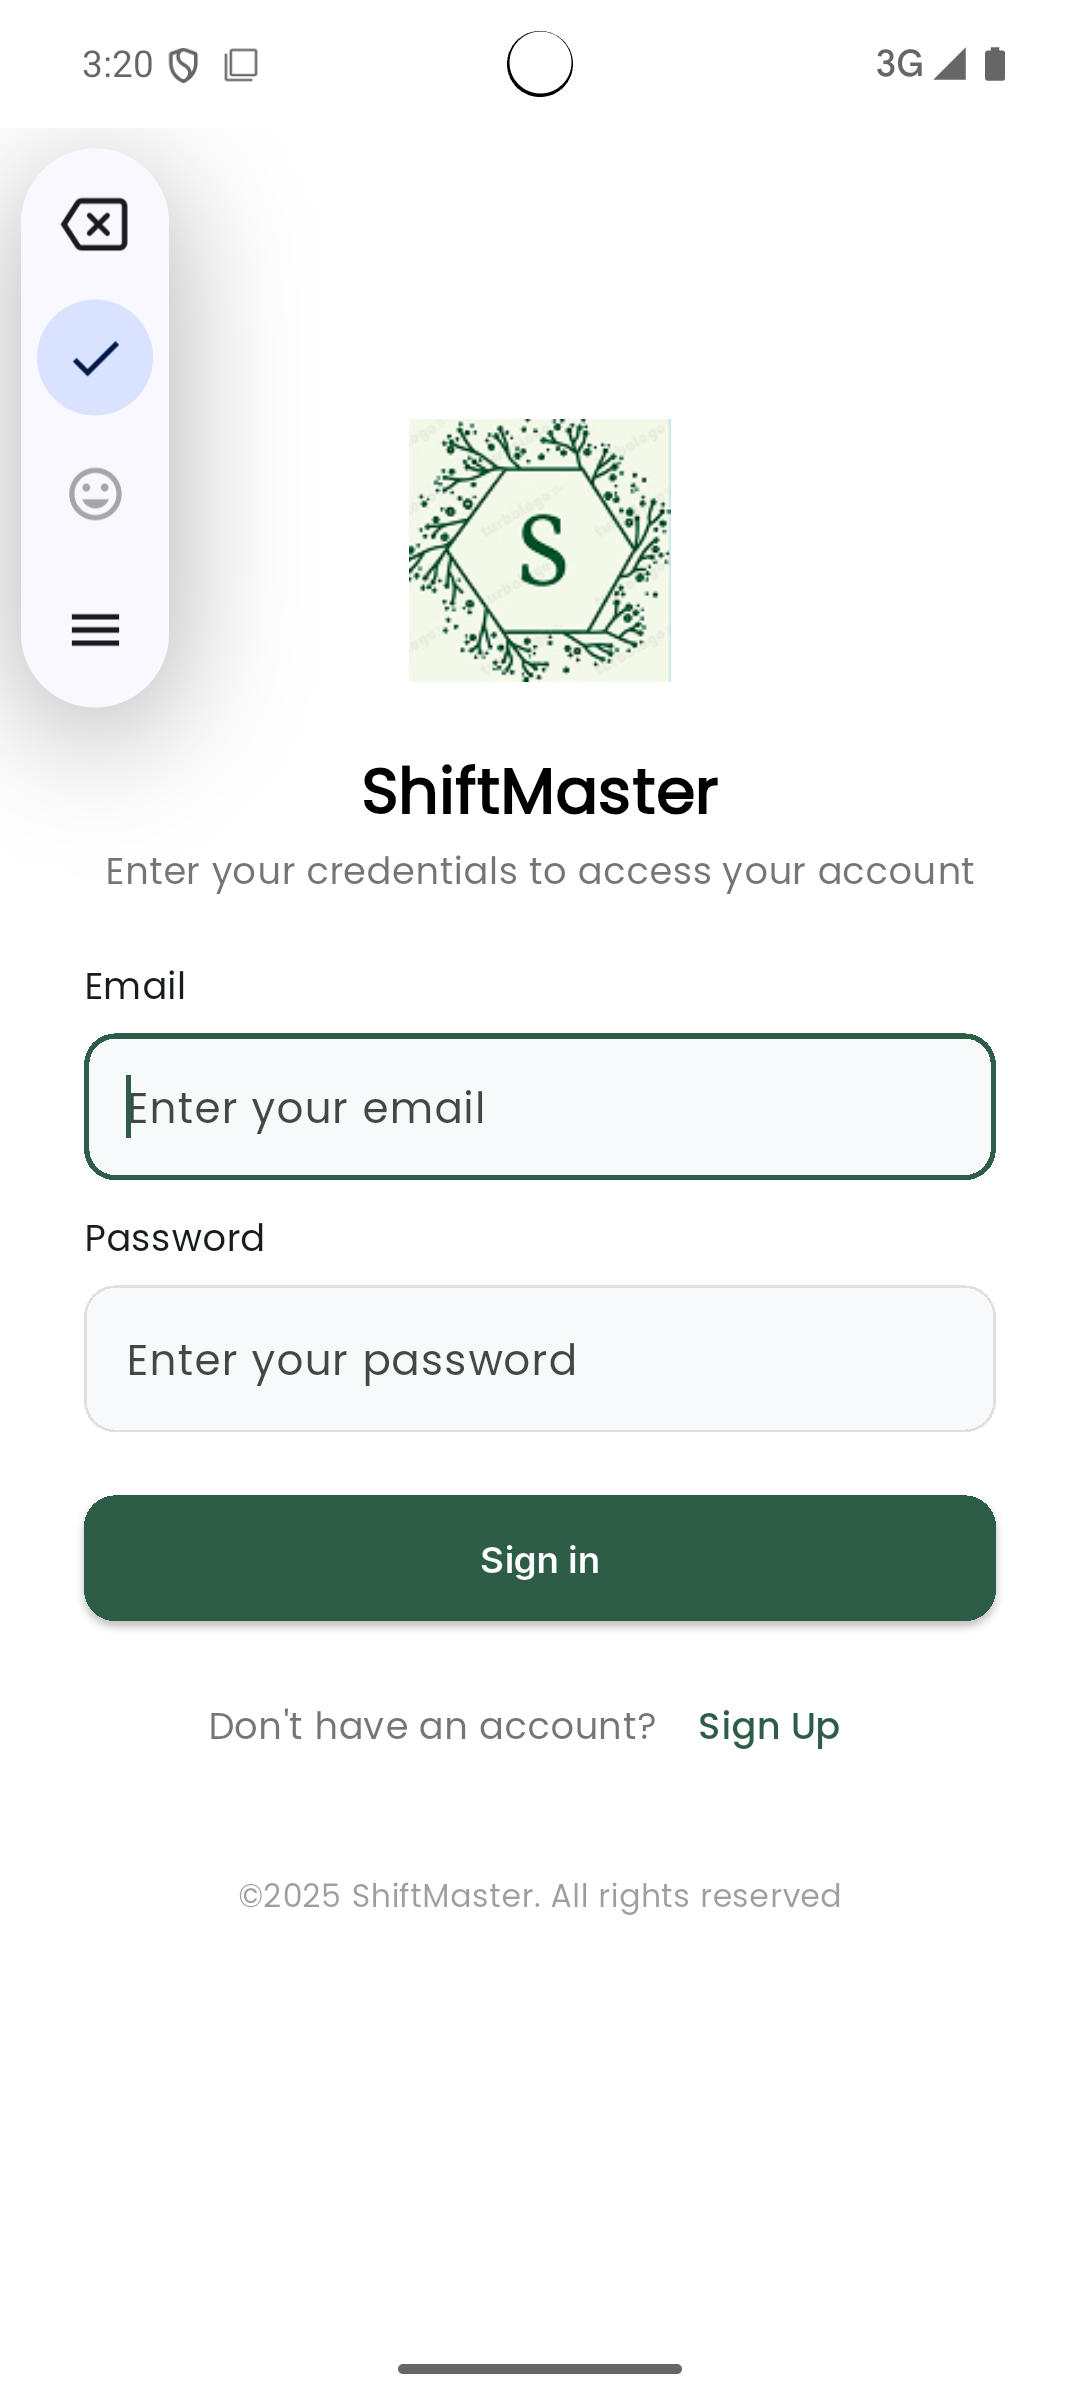 3:20
3G
S
ShiftMaster
Enter your credentials to access your account
Email
Enter your email
Password
Enter your password
Sign in
Don't have an account? Sign Up
©2025 ShiftMaster. All rights reserved